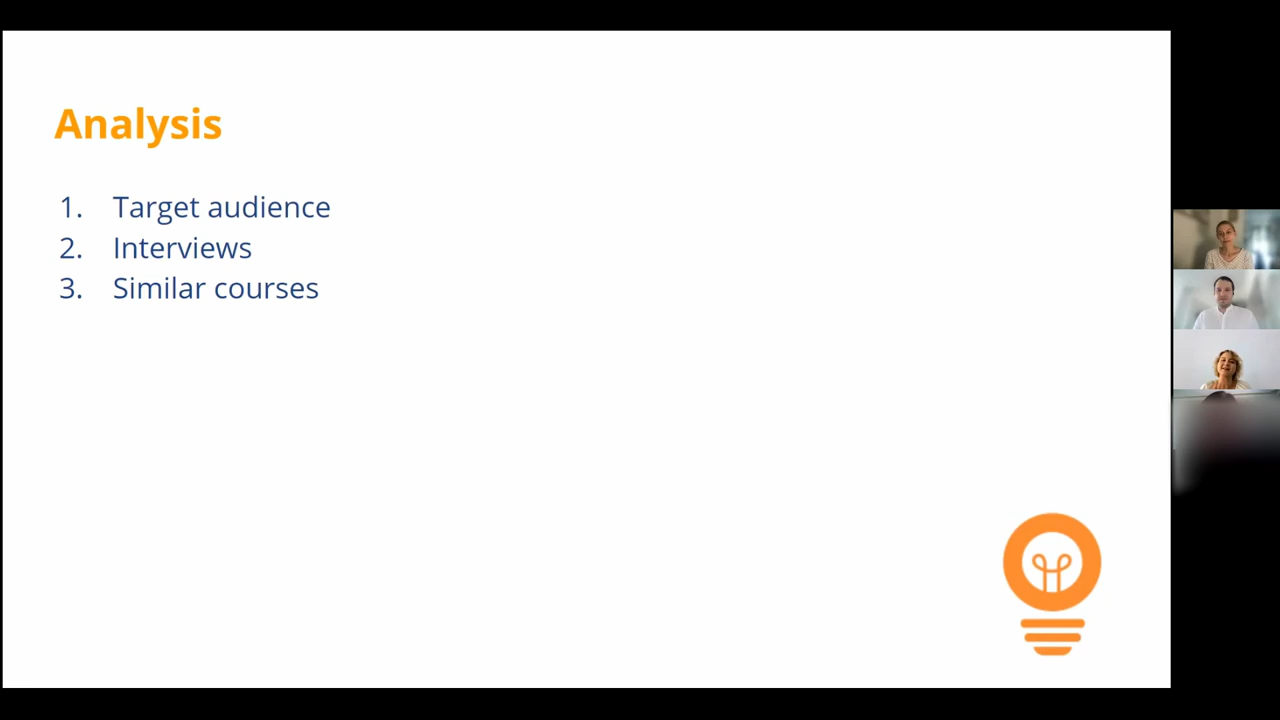 Analysis
1. Target audience
2. Interviews
3. Similar courses